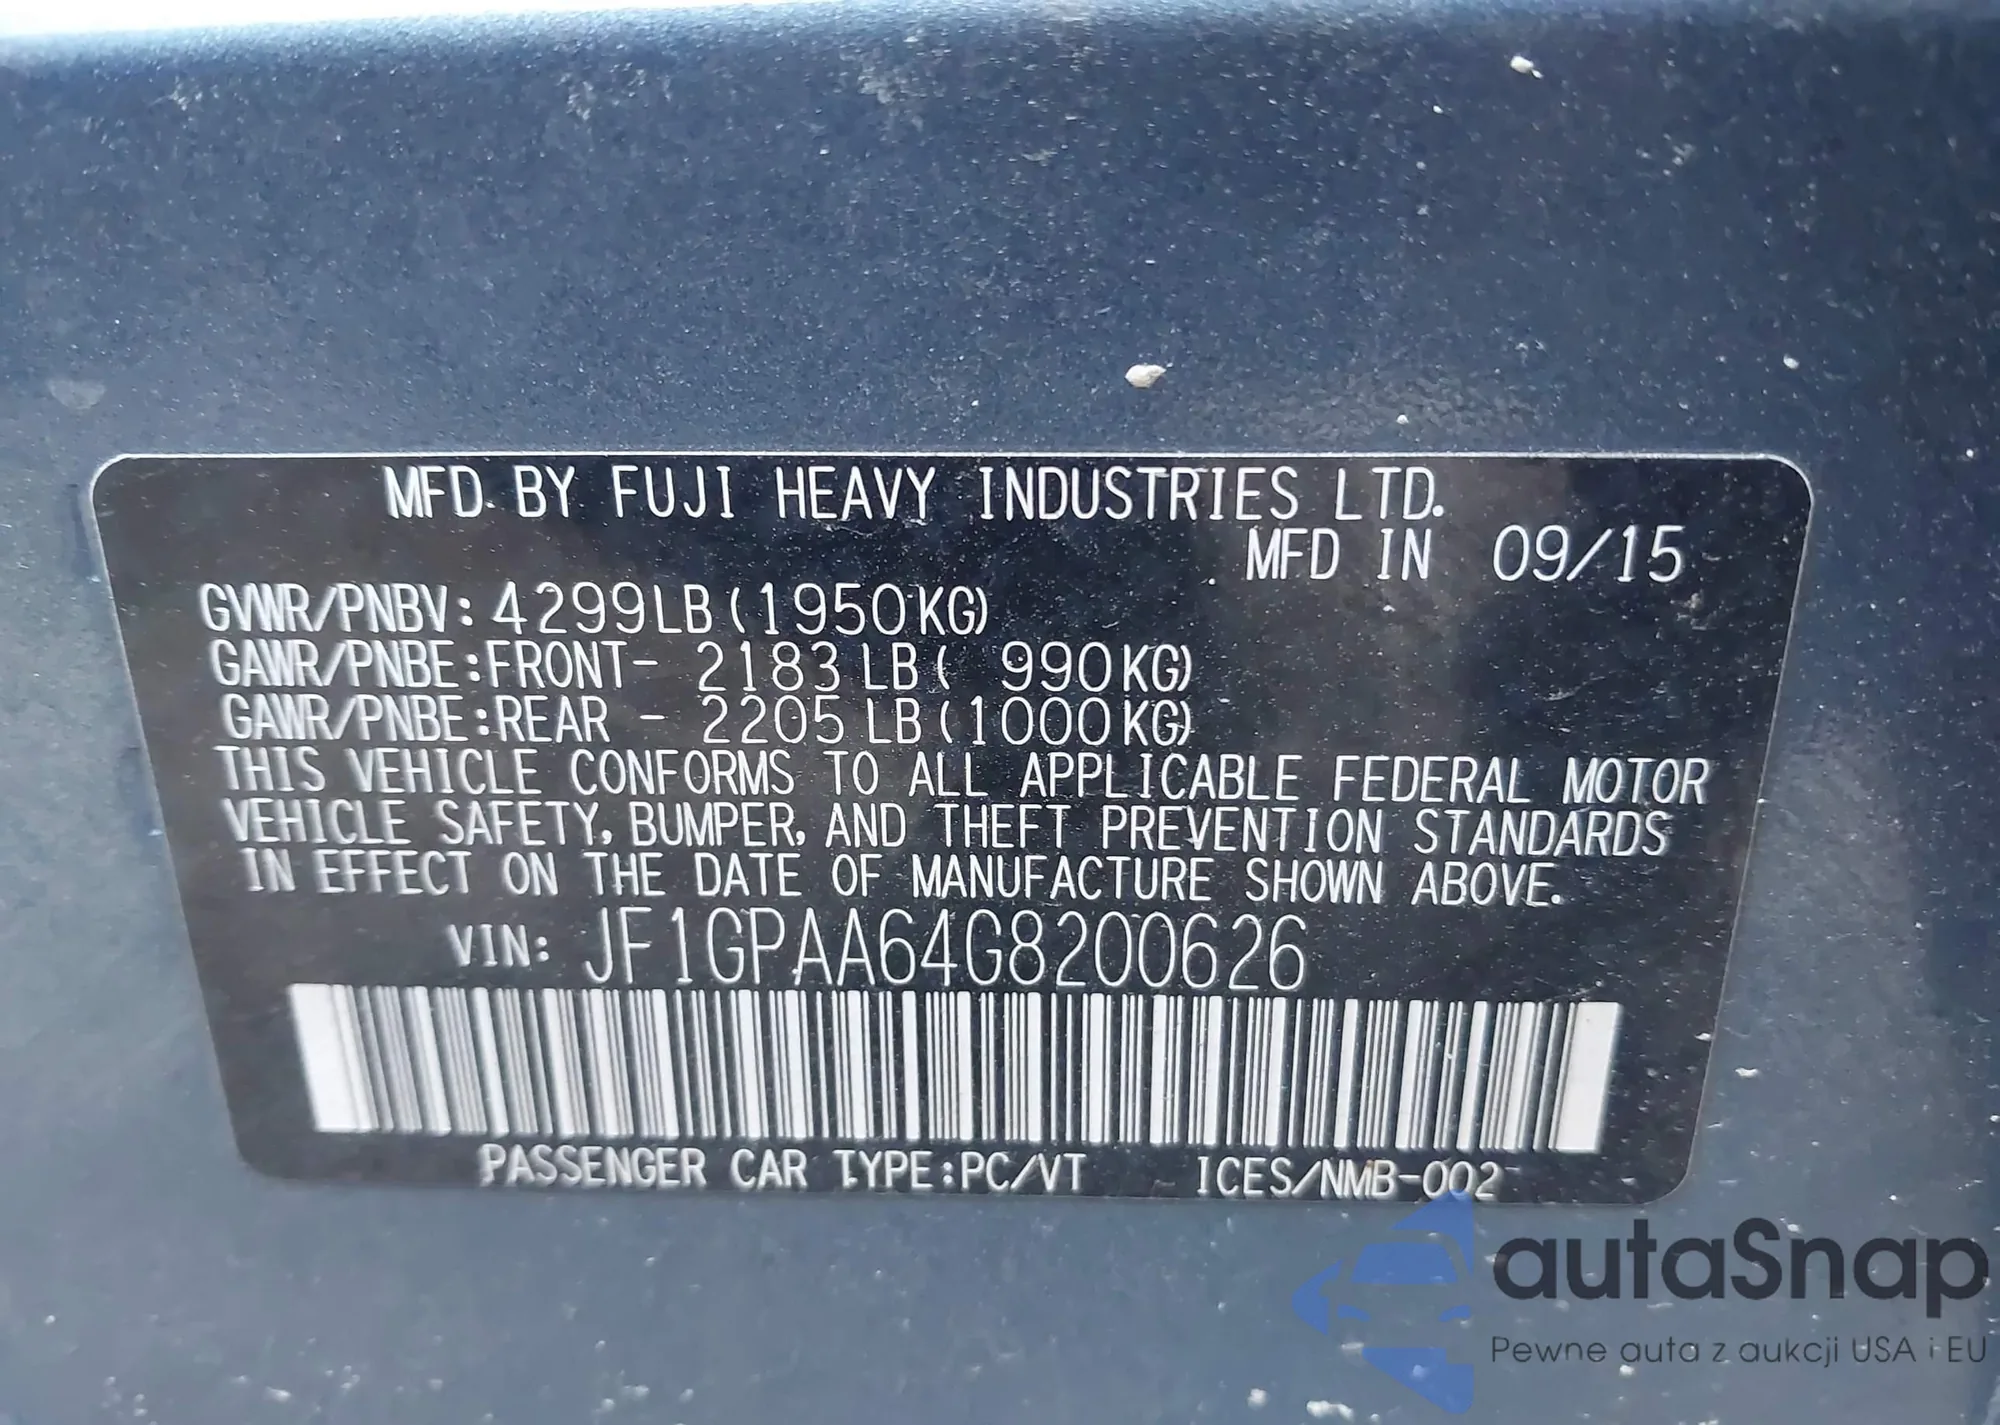 MFD. BY FUJI HEAVY INDUSTRIES LTD.
MFD IN 09/15
GVWR/PNBV: 4299LB (1950KG)
GAWR/PNBE:FRONT- 2183 LB ( 990KG)
GAWR/PNBE:REAR - 2205 LB (1000KG)
THIS VEHICLE CONFORMS TO ALL APPLICABLE FEDERAL MOTOR
VEHICLE SAFETY, BUMPER, AND THEFT PREVENTION STANDARDS
IN EFFECT ON THE DATE OF MANUFACTURE SHOWN ABOVE.
VIN: JF1GPAA64G8200626
PASSENGER CAR TYPE:PC/VT ICES/NMB-002
autaSnap
Pewne auta z aukcji USA i EU